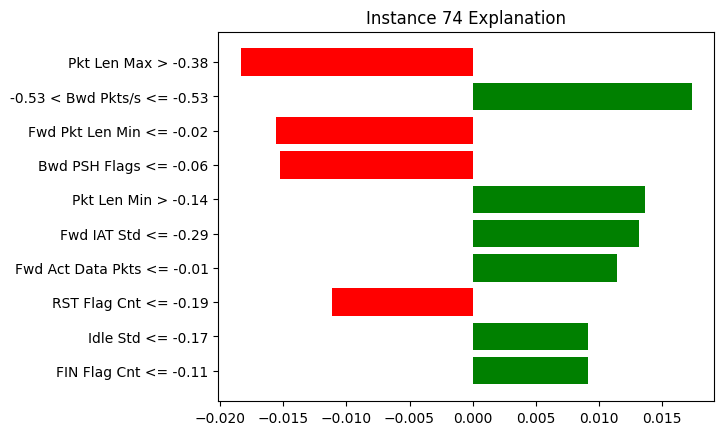 Instance 74 Explanation
Pkt Len Max > -0.38
-0.53 < Bwd Pkts/s <= -0.53
Fwd Pkt Len Min <= -0.02
Bwd PSH Flags <= -0.06
Pkt Len Min > -0.14
Fwd IAT Std <= -0.29
Fwd Act Data Pkts <= -0.01
RST Flag Cnt <= -0.19
Idle Std <= -0.17
FIN Flag Cnt <= -0.11
−0.020 −0.015 −0.010 −0.005 0.000 0.005 0.010 0.015